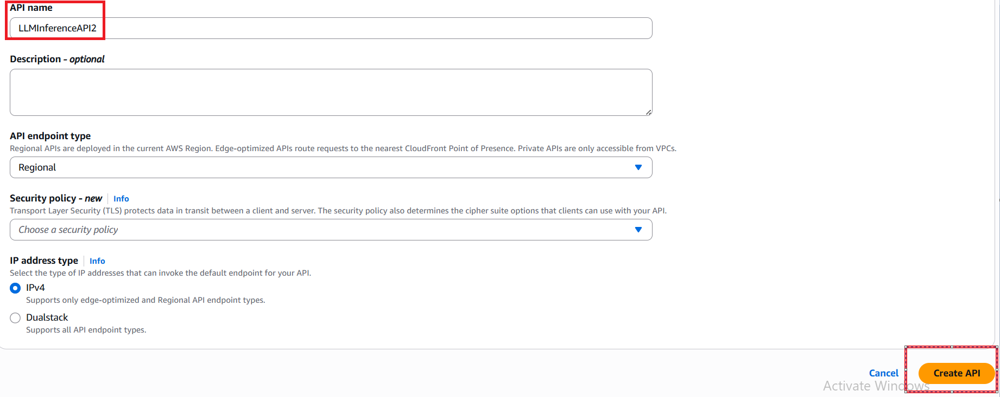 API name
LLMInferenceAPI2
Description - optional
API endpoint type
Regional APIs are deployed in the current AWS Region. Edge-optimized APIs route requests to the nearest CloudFront Point of Presence. Private APIs are only accessible from VPCs.
Regional
Security policy - new Info
Transport Layer Security (TLS) protects data in transit between a client and server. The security policy also determines the cipher suite options that clients can use with your API.
Choose a security policy
IP address type Info
Select the type of IP addresses that can invoke the default endpoint for your API.
IPv4
Supports only edge-optimized and Regional API endpoint types.
Dualstack
Supports all API endpoint types.
Cancel Create API
Activate Windows